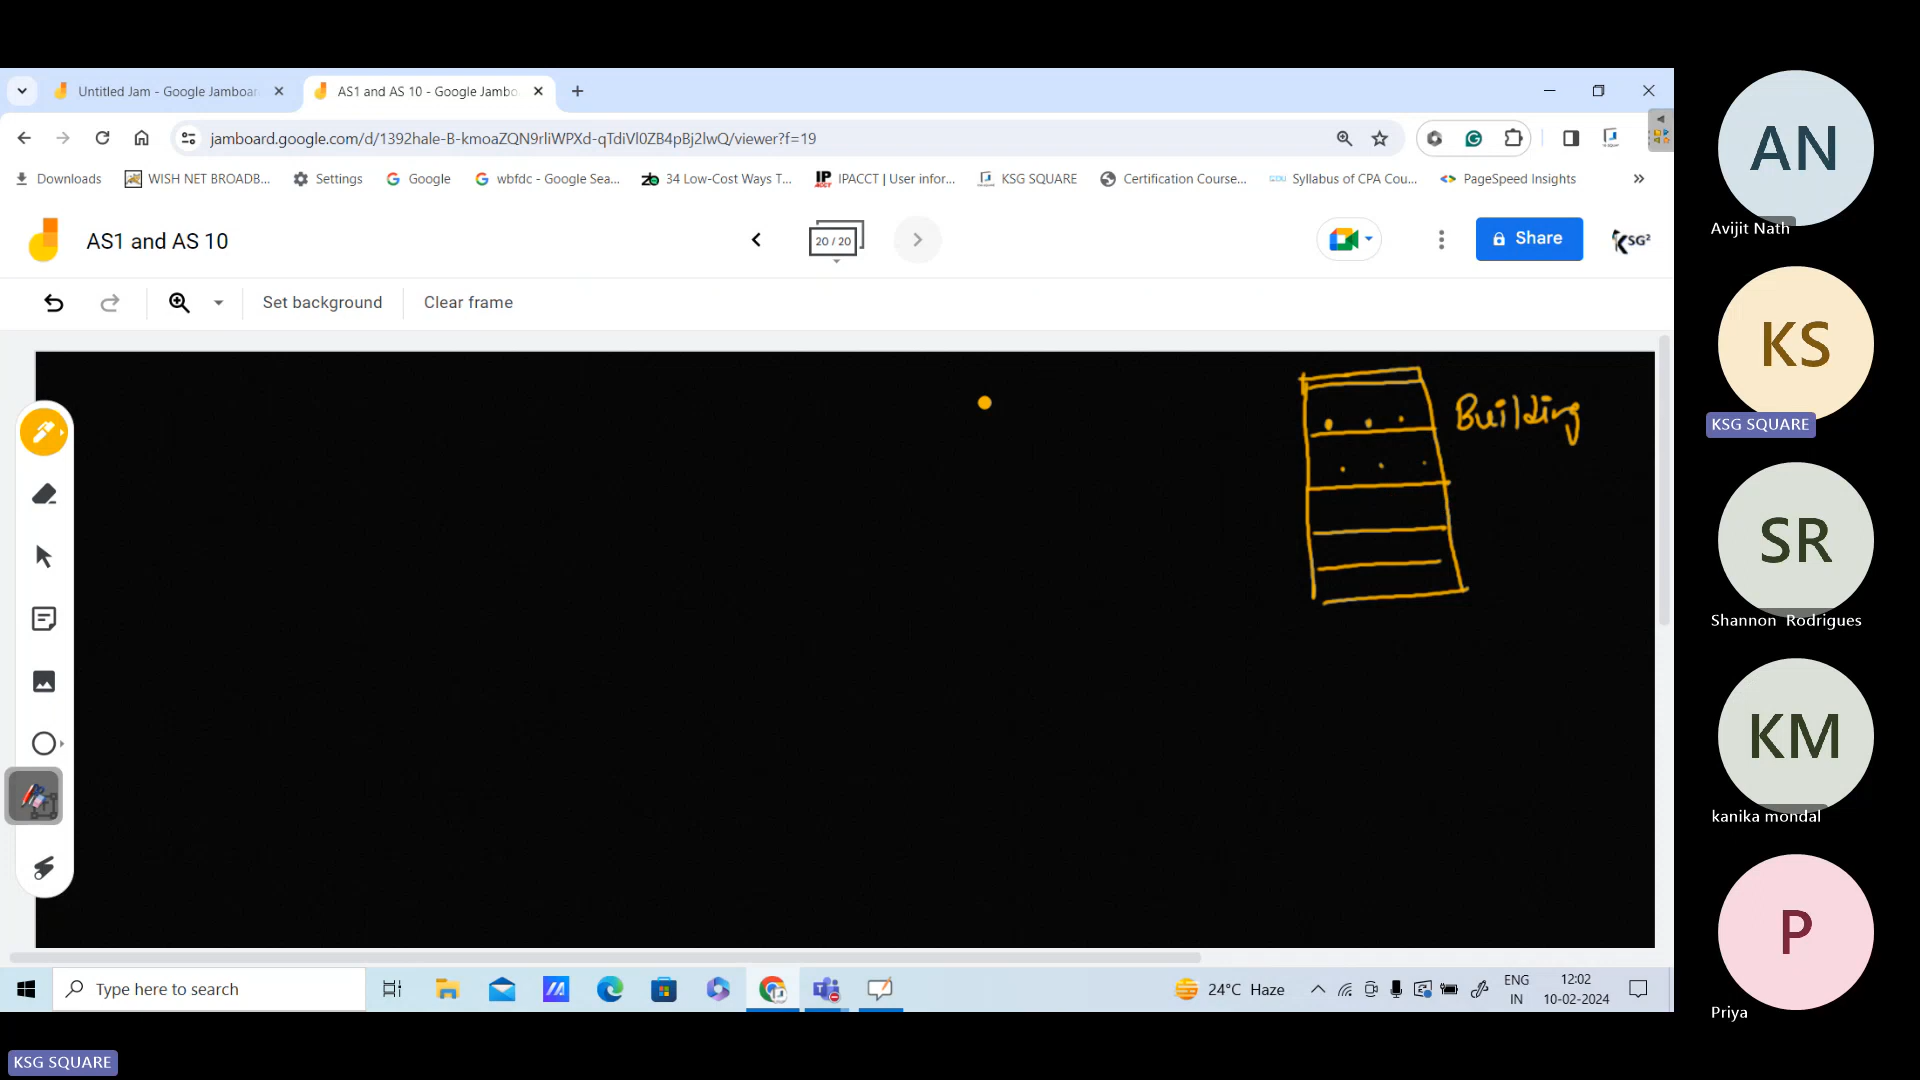 Untitled Jam - Google Jamboar
AS1 and AS 10 - Google Jambo
jamboard.google.com/d/1392hale-B-kmoaZQN9rliWPXd-qTdiVl0ZB4pBj2lwQ/viewer?f=19
Downloads
WISH NET BROADB...
Settings
Google
wbfdc - Google Sea...
34 Low-Cost Ways T...
IPACCT | User infor...
KSG SQUARE
Certification Course...
Syllabus of CPA Cou...
PageSpeed Insights
AS1 and AS 10
20 / 20
Share
KSG²
Set background
Clear frame
Building
Type here to search
24°C Haze
ENG
IN
12:02
10-02-2024
AN
Avijit Nath
KS
KSG SQUARE
SR
Shannon Rodrigues
KM
kanika mondal
P
Priya
KSG SQUARE